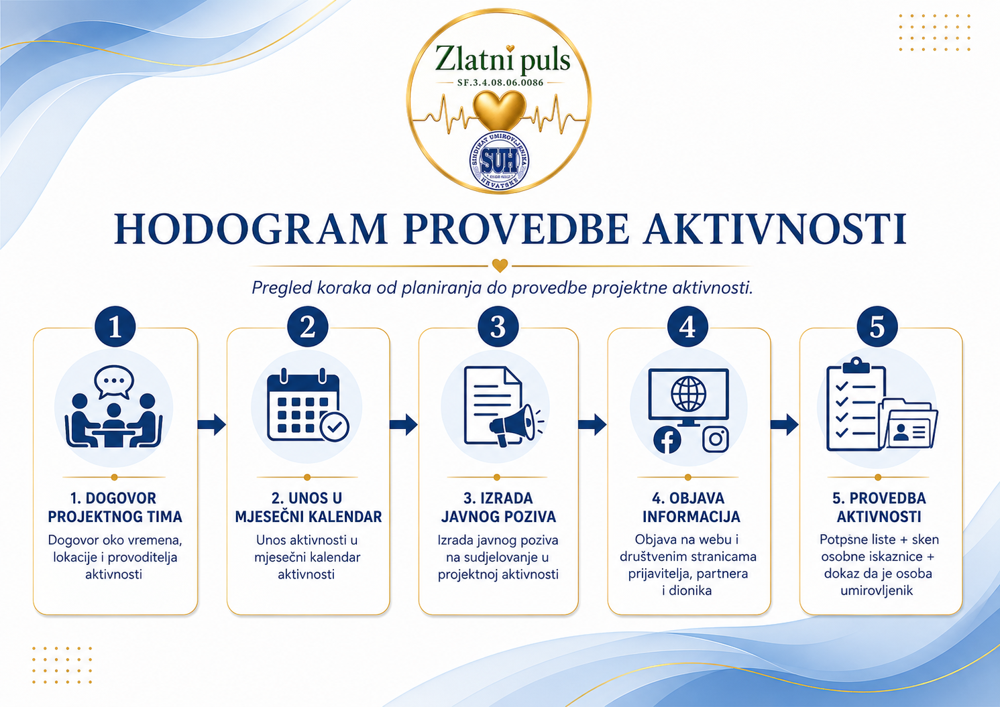 Zlatni puls
SF.3.4.08.06.0086
SINDIKAT UMIROVLJENIKA
SUH
HRVATSKE
HODOGRAM PROVEDBE AKTIVNOSTI
Pregled koraka od planiranja do provedbe projektne aktivnosti.
1
2
3
4
5
1. DOGOVOR
PROJEKTNOG TIMA
Dogovor oko vremena,
lokacije i provoditelja
aktivnosti
2. UNOS U
MJESEČNI KALENDAR
Unos aktivnosti u
mjesečni kalendar
aktivnosti
3. IZRADA
JAVNOG POZIVA
Izrada javnog poziva
na sudjelovanje u
projektnoj aktivnosti
4. OBJAVA
INFORMACIJA
Objava na webu i
društvenim stranicama
prijavitelja, partnera
i dionika
5. PROVEDBA
AKTIVNOSTI
Potpsne liste + sken
osobne iskaznice +
dokaz da je osoba
umirovljenik